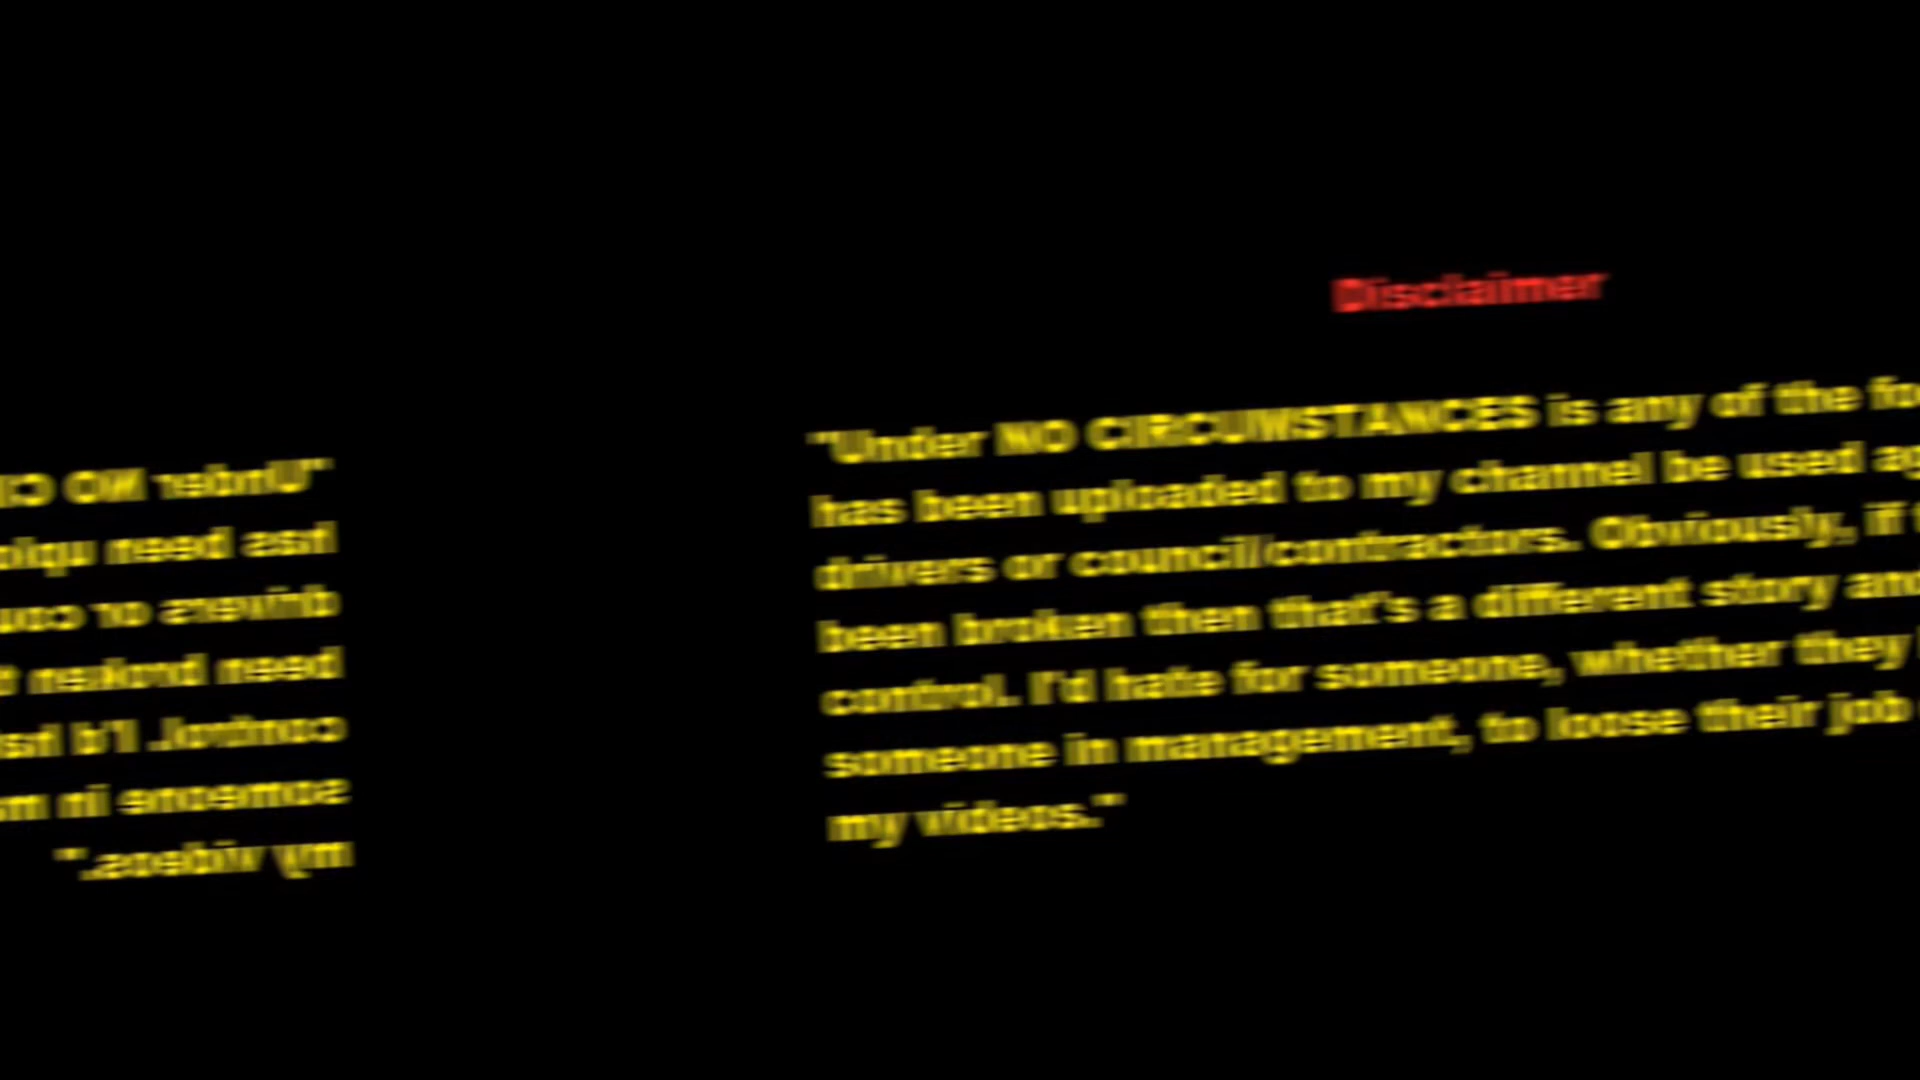 Disclaimer
"Under NO CIRCUMSTANCES is any of the
has been uploaded to my channel be used
drivers or council/contractors. Obviously, if
been broken then that's a different story and
control. I'd hate for someone, whether they
someone in management, to loose their job
my videos."